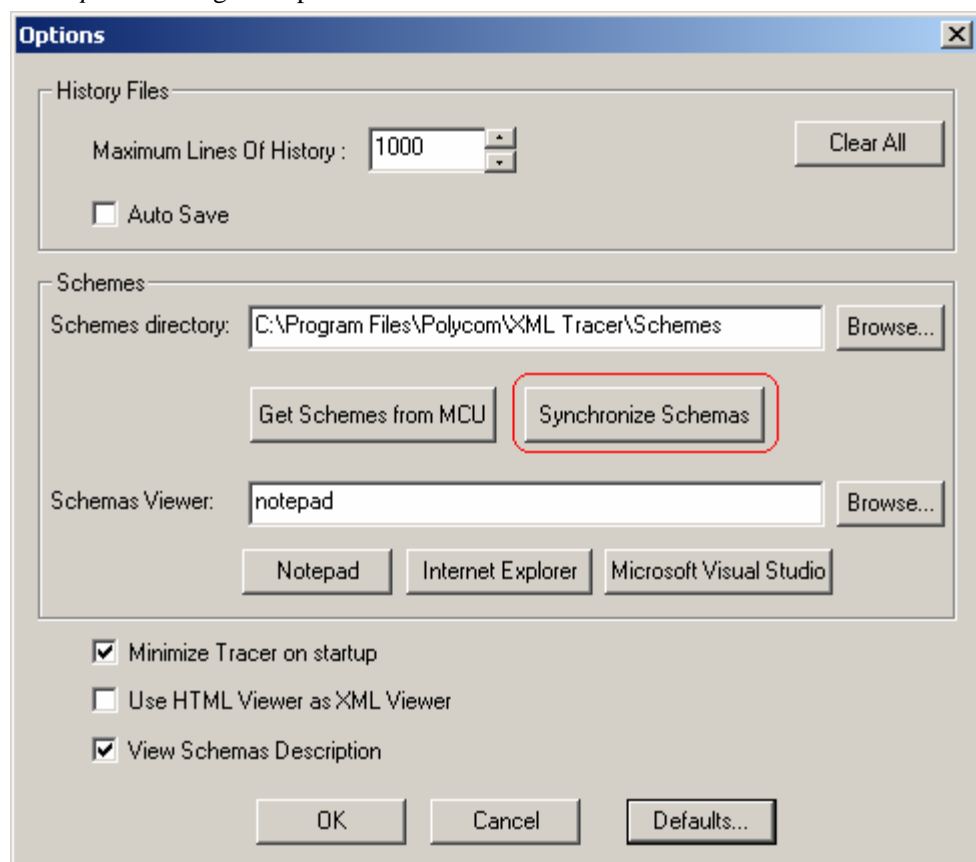 Options
History Files
Maximum Lines Of History : 1000 Clear All
Auto Save
Schemes
Schemes directory: C:\Program Files\Polycom\XML Tracer\Schemes Browse...
Get Schemes from MCU Synchronize Schemas
Schemas Viewer: notepad Browse...
Notepad Internet Explorer Microsoft Visual Studio
Minimize Tracer on startup
Use HTML Viewer as XML Viewer
View Schemas Description
OK Cancel Defaults...